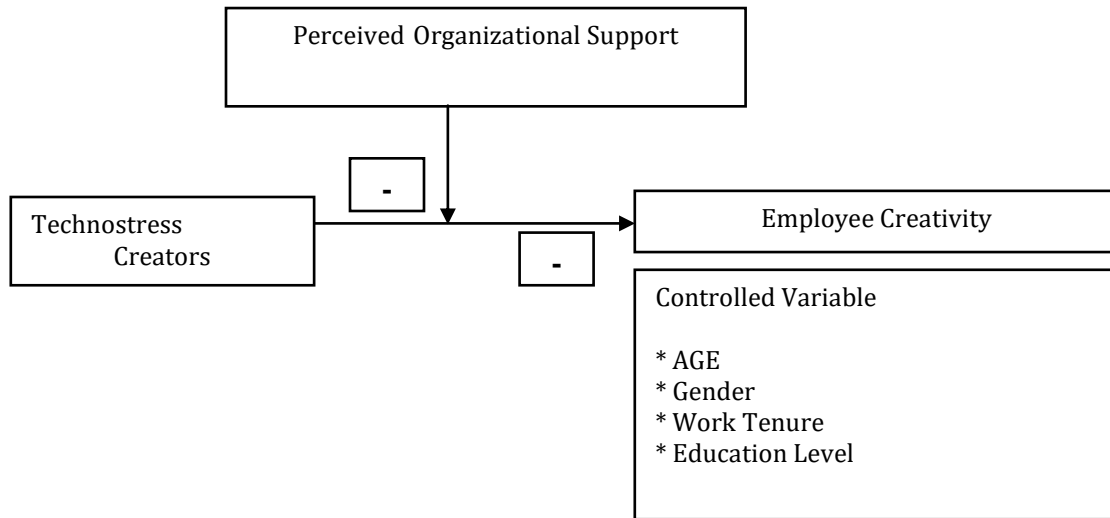 Perceived Organizational Support
-
Technostress
Creators
Employee Creativity
-
Controlled Variable
* AGE
* Gender
* Work Tenure
* Education Level